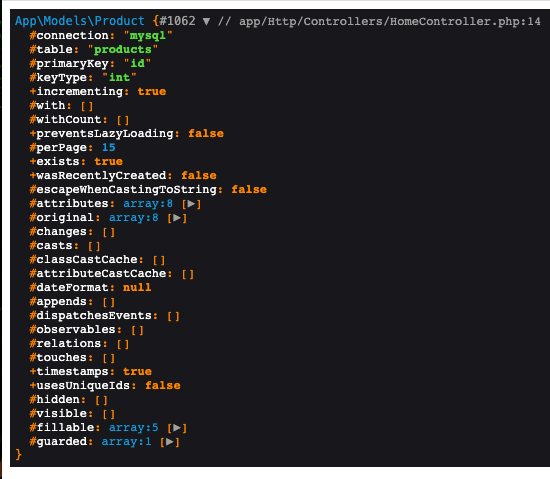 App\Models\Product {#1062 ▼ // app/Http/Controllers/HomeController.php:14
#connection: "mysql"
#table: "products"
#primaryKey: "id"
#keyType: "int"
+incrementing: true
#with: []
#withCount: []
+preventsLazyLoading: false
#perPage: 15
+exists: true
+wasRecentlyCreated: false
#escapeWhenCastingToString: false
#attributes: array:8 [▶]
#original: array:8 [▶]
#changes: []
#casts: []
#classCastCache: []
#attributeCastCache: []
#dateFormat: null
#appends: []
#dispatchesEvents: []
#observables: []
#relations: []
#touches: []
+timestamps: true
+usesUniqueIds: false
#hidden: []
#visible: []
#fillable: array:5 [▶]
#guarded: array:1 [▶]
}